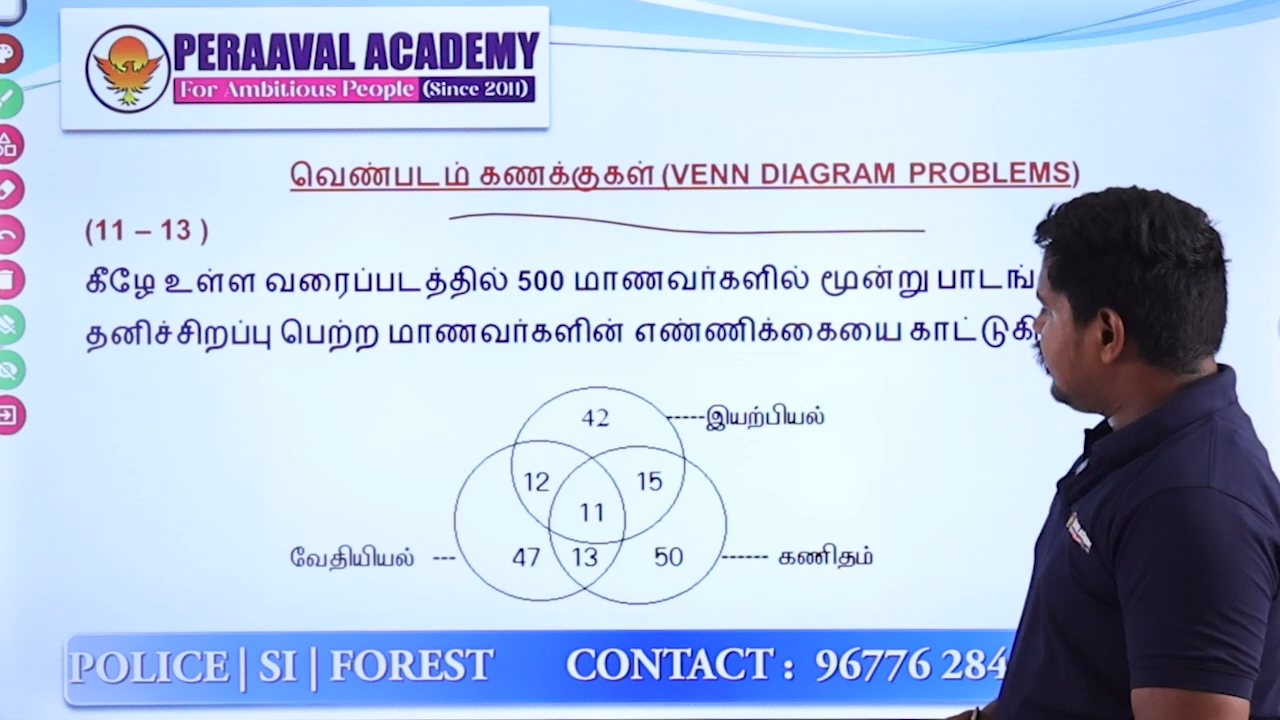 PERAAVAL ACADEMY
For Ambitious People (Since 2011)
வெண்படம் கணக்குகள் (VENN DIAGRAM PROBLEMS)
(11 – 13 )
கீழே உள்ள வரைப்படத்தில் 500 மாணவர்களில் மூன்று
தனிச்சிறப்பு பெற்ற மாணவர்களின் எண்ணிக்கையை
42 -----இயற்பியல்
12 15
11
வேதியியல் --- 47 13 50 ------ கணிதம்
POLICE | SI | FOREST CONTACT : 96776 284